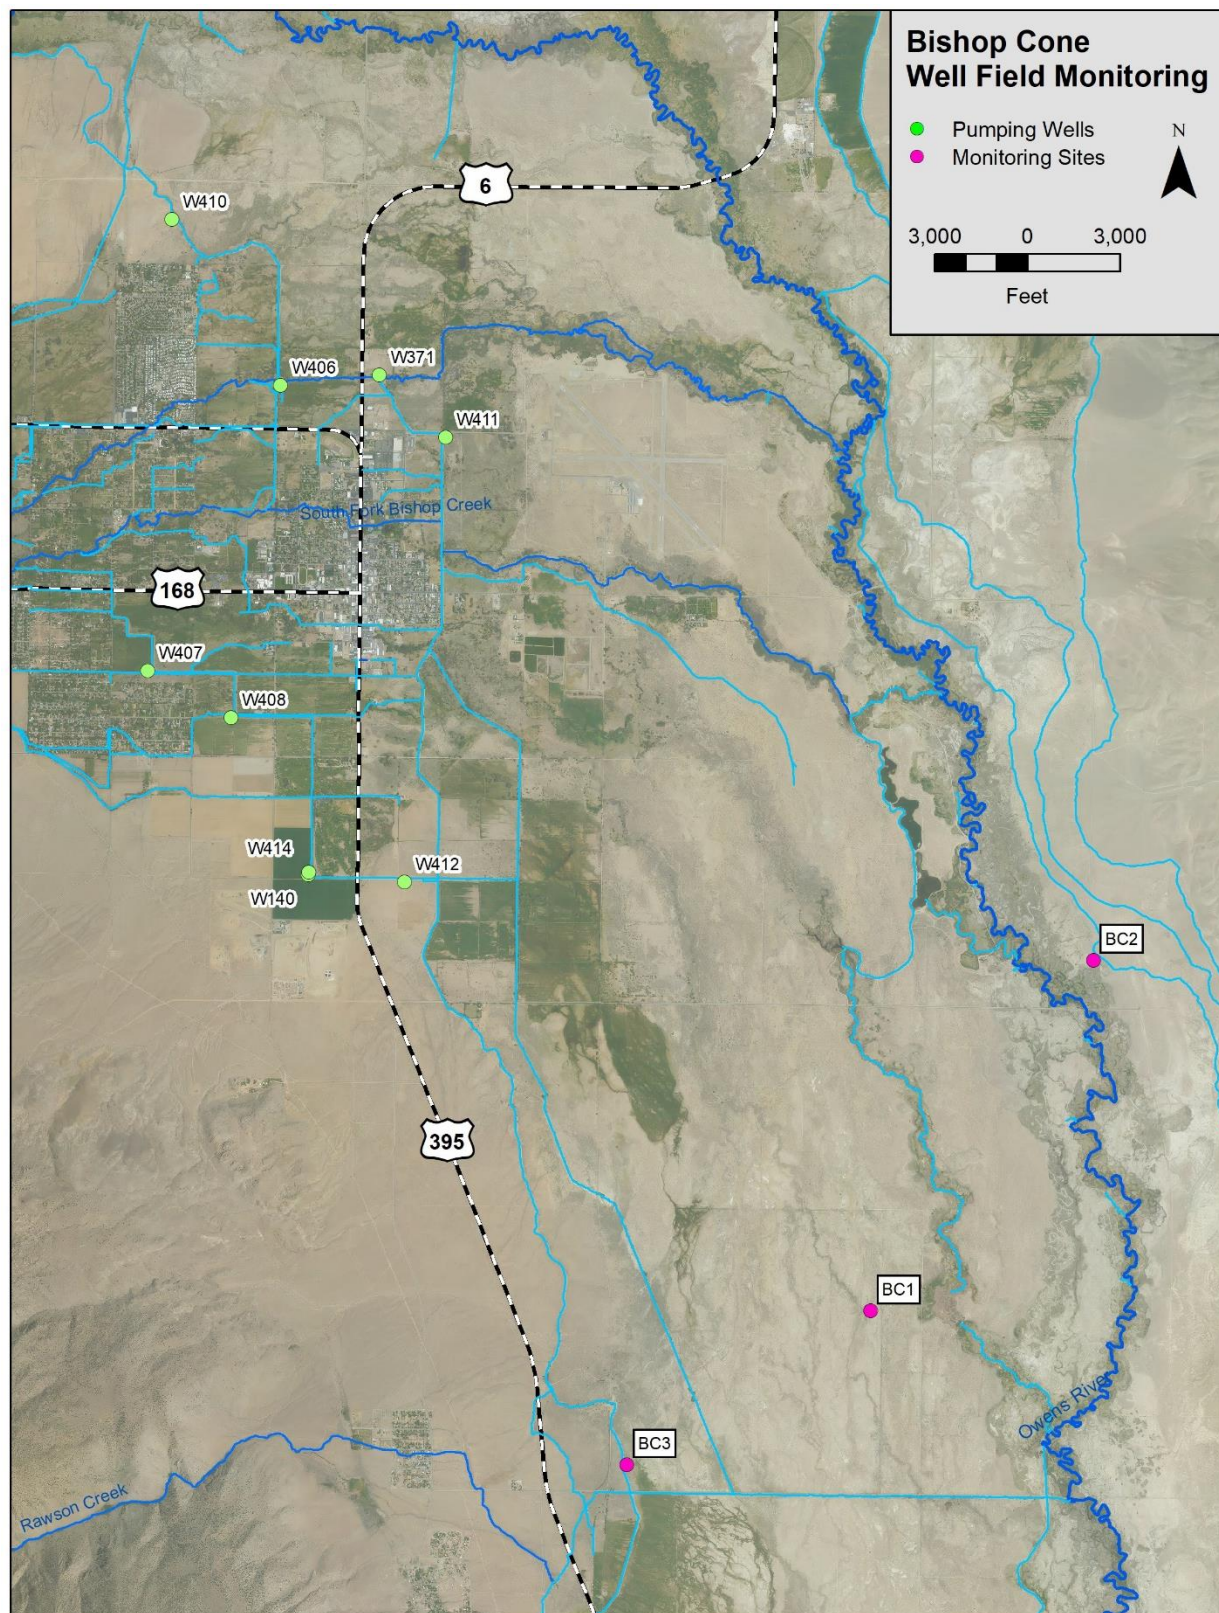 Bishop Cone
Well Field Monitoring
Pumping Wells
Monitoring Sites
N
3,000 0 3,000
Feet
6
W410
W371
W406
W411
South Fork Bishop Creek
168
W407
W408
W414
W412
W140
BC2
395
BC1
Owens River
BC3
Rawson Creek